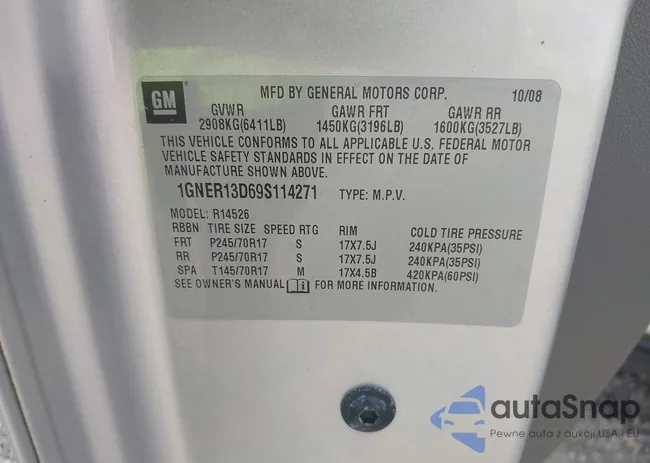 GM
MFD BY GENERAL MOTORS CORP. 10/08
GVWR GAWR FRT GAWR RR
2908KG(6411LB) 1450KG(3196LB) 1600KG(3527LB)
THIS VEHICLE CONFORMS TO ALL APPLICABLE U.S. FEDERAL MOTOR
VEHICLE SAFETY STANDARDS IN EFFECT ON THE DATE OF
MANUFACTURE SHOWN ABOVE.
1GNER13D69S114271 TYPE: M.P.V.
MODEL: R14526
RBBN TIRE SIZE SPEED RTG RIM COLD TIRE PRESSURE
FRT P245/70R17 S 17X7.5J 240KPA(35PSI)
RR P245/70R17 S 17X7.5J 240KPA(35PSI)
SPA T145/70R17 M 17X4.5B 420KPA(60PSI)
SEE OWNER'S MANUAL FOR MORE INFORMATION.
autaSnap
Pewne auta z aukcji USA i EU